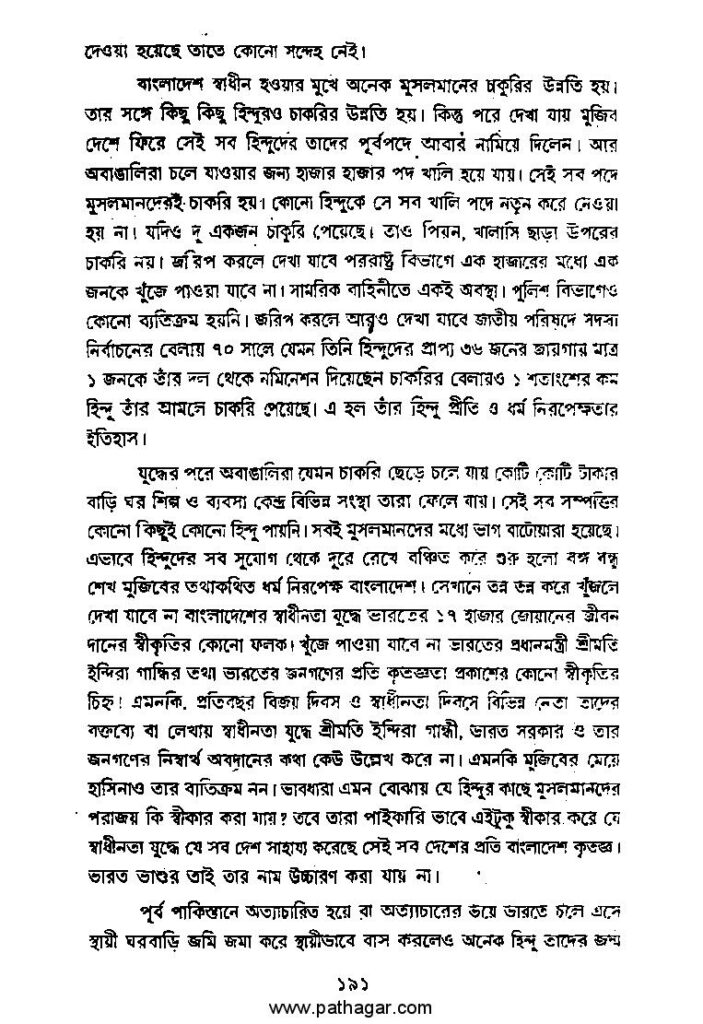 দেওয়া হয়েছে তাতে কোনো সন্দেহ নেই।
বাংলাদেশ স্বাধীন হওয়ার মুখে অনেক মুসলমানের চাকুরির উন্নতি হয়।
তার সঙ্গে কিছু কিছু হিন্দুরও চাকরির উন্নতি হয়। কিন্তু পরে দেখা যায় মুজিব
দেশে ফিরে সেই সব হিন্দুদের তাদের পূর্বপদে আবার নামিয়ে দিলেন। আর
অবাঙালিরা চলে যাওয়ার জন্য হাজার হাজার পদ খালি হয়ে যায়। সেই সব পদে
মুসলমানদেরই চাকরি হয়। কোনো হিন্দুকে সে সব খালি পদে নতুন করে নেওয়া
হয় না। যদিও দু একজন চাকুরি পেয়েছে। তাও পিয়ন, খালাসি ছাড়া উপরের
চাকরি নয়। জরিপ করলে দেখা যাবে পররাষ্ট্র বিভাগে এক হাজারের মধ্যে এক
জনকে খুঁজে পাওয়া যাবে না। সামরিক বাহিনীতে একই অবস্থা। পুলিশ বিভাগেও
কোনো ব্যতিক্রম হয়নি। জরিপ করলে আরও দেখা যাবে জাতীয় পরিষদে সদস্য
নির্বাচনের বেলায় ৭০ সালে যেমন তিনি হিন্দুদের প্রাপ্য ৩৬ জনের জায়গায় মাত্র
১ জনকে তাঁর দল থেকে নমিনেশন দিয়েছেন চাকরির বেলায়ও ১ শতাংশের কম
হিন্দু তাঁর আমলে চাকরি পেয়েছে। এ হল তাঁর হিন্দু প্রীতি ও ধর্ম নিরপেক্ষতার
ইতিহাস।
যুদ্ধের পরে অবাঙালিরা যেমন চাকরি ছেড়ে চলে যায় কোটি কোটি টাকার
বাড়ি ঘর শিল্প ও ব্যবসা কেন্দ্র বিভিন্ন সংস্থা তারা ফেলে যায়। সেই সব সম্পত্তির
কোনো কিছুই কোনো হিন্দু পায়নি। সবই মুসলমানদের মধ্যে ভাগ বাটোয়ারা হয়েছে।
এভাবে হিন্দুদের সব সুযোগ থেকে দূরে রেখে বঞ্চিত করে শুরু হলো বঙ্গ বন্ধু
শেখ মুজিবের তথাকথিত ধর্ম নিরপেক্ষ বাংলাদেশ। সেখানে তন্ন তন্ন করে খুঁজলে
দেখা যাবে না বাংলাদেশের স্বাধীনতা যুদ্ধে ভারতের ১৭ হাজার জোয়ানের জীবন
দানের স্বীকৃতির কোনো ফলক। খুঁজে পাওয়া যাবে না ভারতের প্রধানমন্ত্রী শ্রীমতি
ইন্দিরা গান্ধির তথা ভারতের জনগণের প্রতি কৃতজ্ঞতা প্রকাশের কোনো স্বীকৃতির
চিহ্ন! এমনকি, প্রতিবছর বিজয় দিবস ও স্বাধীনতা দিবসে বিভিন্ন নেতা তাদের
বক্তব্যে বা লেখায় স্বাধীনতা যুদ্ধে শ্রীমতি ইন্দিরা গান্ধী, ভারত সরকার ও তার
জনগণের নিস্বার্থ অবদানের কথা কেউ উল্লেখ করে না। এমনকি মুজিবের মেয়ে
হাসিনাও তার ব্যতিক্রম নন। ভাবধারা এমন বোঝায় যে হিন্দুর কাছে মুসলমানদের
পরাজয় কি স্বীকার করা যায়? তবে তারা পাইকারি ভাবে এইটুকু স্বীকার করে যে
স্বাধীনতা যুদ্ধে যে সব দেশ সাহায্য করেছে সেই সব দেশের প্রতি বাংলাদেশ কৃতজ্ঞ।
ভারত ভাশুর তাই তার নাম উচ্চারণ করা যায় না।
পূর্ব পাকিস্তানে অত্যাচারিত হয়ে বা অত্যাচারের ভয়ে ভারতে চলে এসে
স্থায়ী ঘরবাড়ি জমি জমা করে স্থায়ীভাবে বাস করলেও অনেক হিন্দু তাদের জন্ম
১৯১
www.pathagar.com